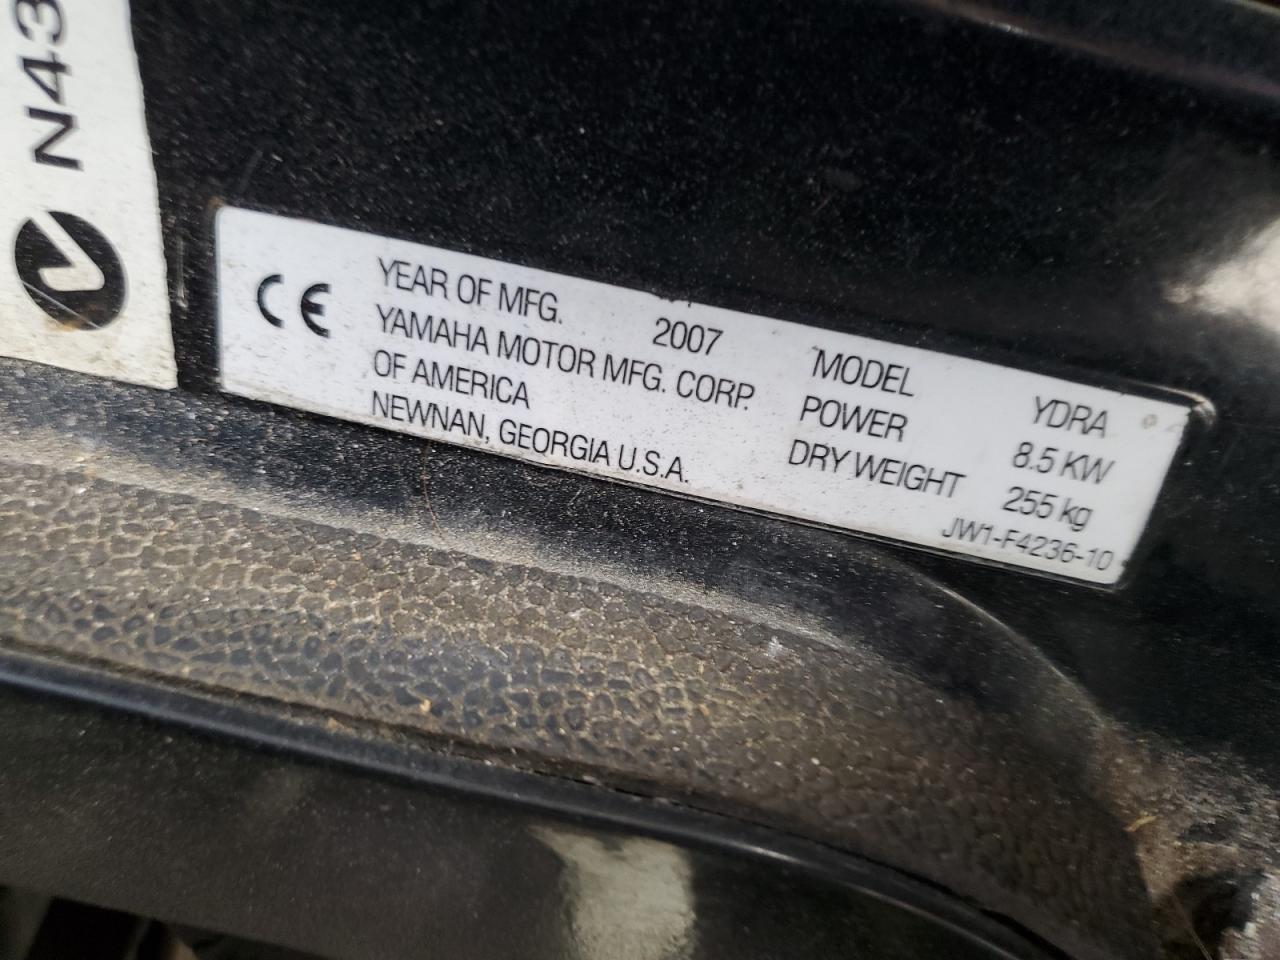 N43
CE
YEAR OF MFG. 2007
YAMAHA MOTOR MFG. CORP.
OF AMERICA
NEWNAN, GEORGIA U.S.A.
MODEL YDRA
POWER 8.5 KW
DRY WEIGHT 255 kg
JW1-F4236-10